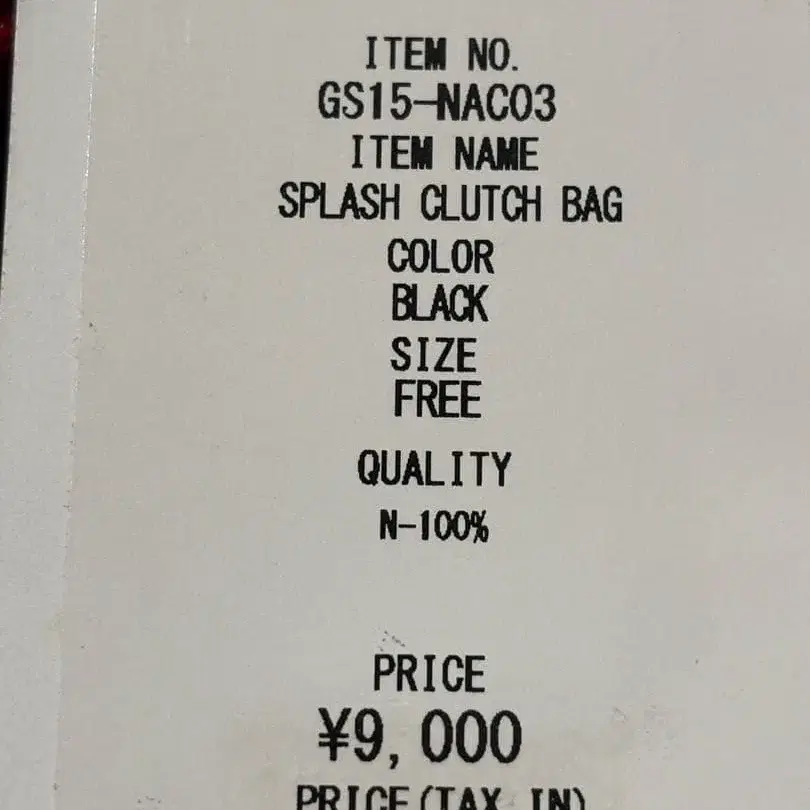 ITEM NO.
GS15-NAC03
ITEM NAME
SPLASH CLUTCH BAG
COLOR
BLACK
SIZE
FREE
QUALITY
N-100%
PRICE
¥9,000
PRICE(TAX IN)